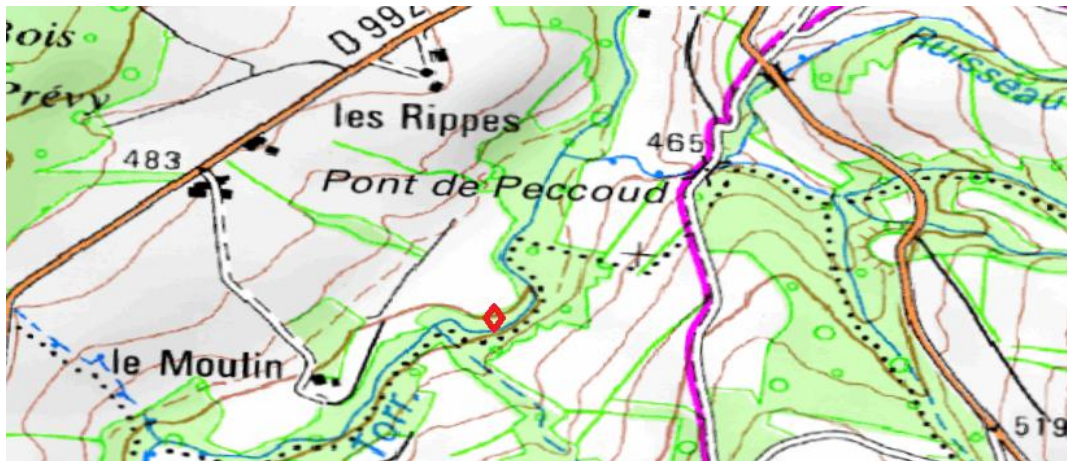 Bois
Prévy
D 992
les Rippes
Ruisseau
483
465
Pont de Peccoud
le Moulin
Torr.
519